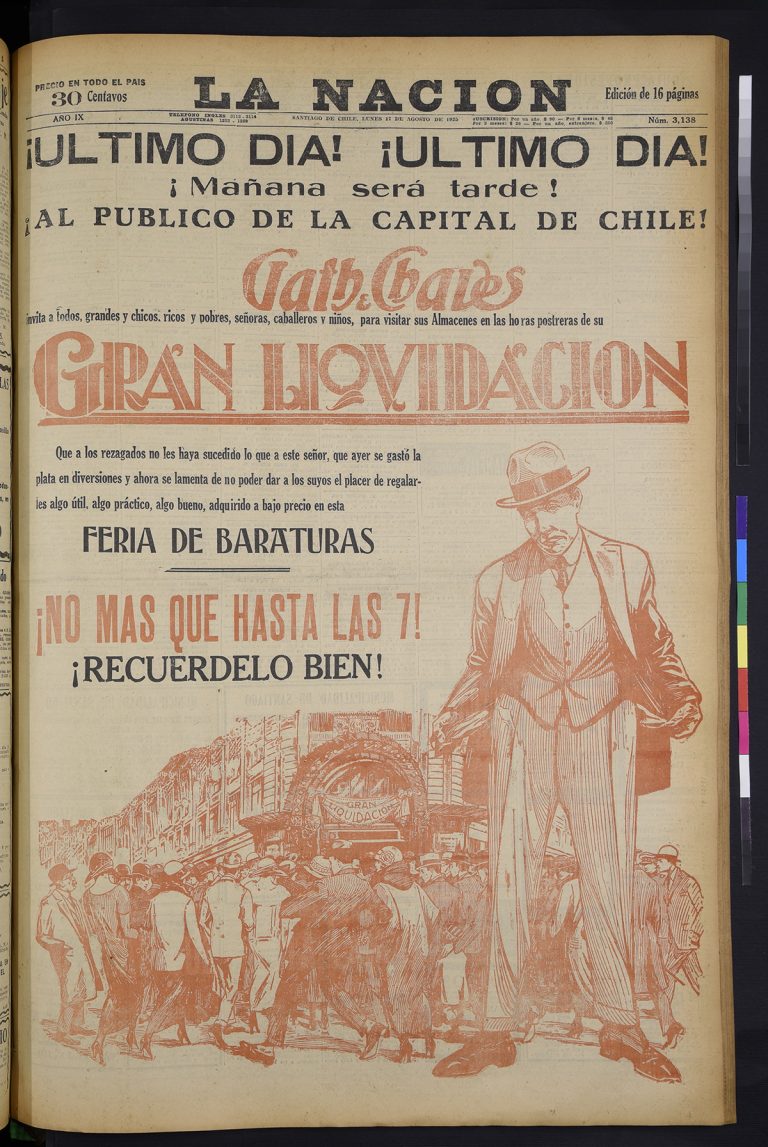 PRECIO EN TODO EL PAIS
30 Centavos
LA NACION
Edición de 16 páginas
AÑO IX
TELEFONO INGLES 3112 - 3114
SANTIAGO DE CHILE, LUNES 17 DE AGOSTO DE 1925
Núm. 3,138
¡ULTIMO DIA! ¡ULTIMO DIA!
¡Mañana será tarde!
¡AL PUBLICO DE LA CAPITAL DE CHILE!
Gath & Chaves
invita a todos, grandes y chicos, ricos y pobres, señoras, caballeros y niños, para visitar sus Almacenes en las horas postreras de su
GRAN LIQVIDACION
Que a los rezagados no les haya sucedido lo que a este señor, que ayer se gastó la
plata en diversiones y ahora se lamenta de no poder dar a los suyos el placer de regalar-
les algo útil, algo práctico, algo bueno, adquirido a bajo precio en esta
FERIA DE BARATURAS
¡NO MAS QUE HASTA LAS 7!
¡RECUERDELO BIEN!
GRAN
LIQUIDACION